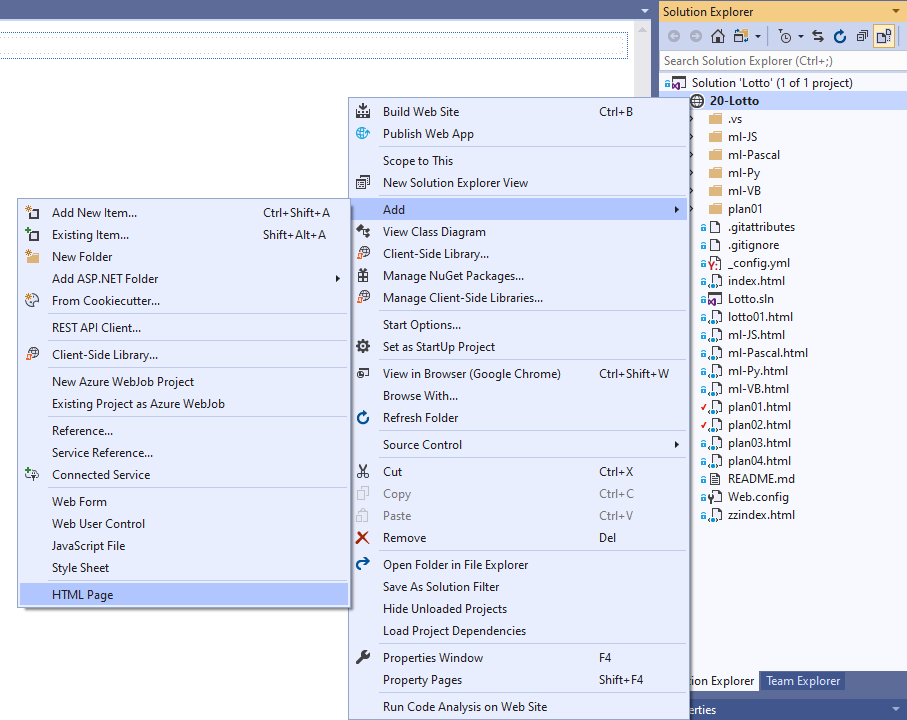 Solution Explorer
Search Solution Explorer (Ctrl+;)
Solution 'Lotto' (1 of 1 project)
20-Lotto
.vs
ml-JS
ml-Pascal
ml-Py
ml-VB
plan01
.gitattributes
.gitignore
_config.yml
index.html
Lotto.sln
lotto01.html
ml-JS.html
ml-Pascal.html
ml-Py.html
ml-VB.html
plan01.html
plan02.html
plan03.html
plan04.html
README.md
Web.config
zzindex.html
Build Web Site Ctrl+B
Publish Web App
Scope to This
New Solution Explorer View
Add
View Class Diagram
Client-Side Library...
Manage NuGet Packages...
Manage Client-Side Libraries...
Start Options...
Set as StartUp Project
View in Browser (Google Chrome) Ctrl+Shift+W
Browse With...
Refresh Folder
Source Control
Cut Ctrl+X
Copy Ctrl+C
Paste Ctrl+V
Remove Del
Open Folder in File Explorer
Save As Solution Filter
Hide Unloaded Projects
Load Project Dependencies
Properties Window F4
Property Pages Shift+F4
Run Code Analysis on Web Site
Add New Item... Ctrl+Shift+A
Existing Item... Shift+Alt+A
New Folder
Add ASP.NET Folder
From Cookiecutter...
REST API Client...
Client-Side Library...
New Azure WebJob Project
Existing Project as Azure WebJob
Reference...
Service Reference...
Connected Service
Web Form
Web User Control
JavaScript File
Style Sheet
HTML Page
ion Explorer Team Explorer
erties